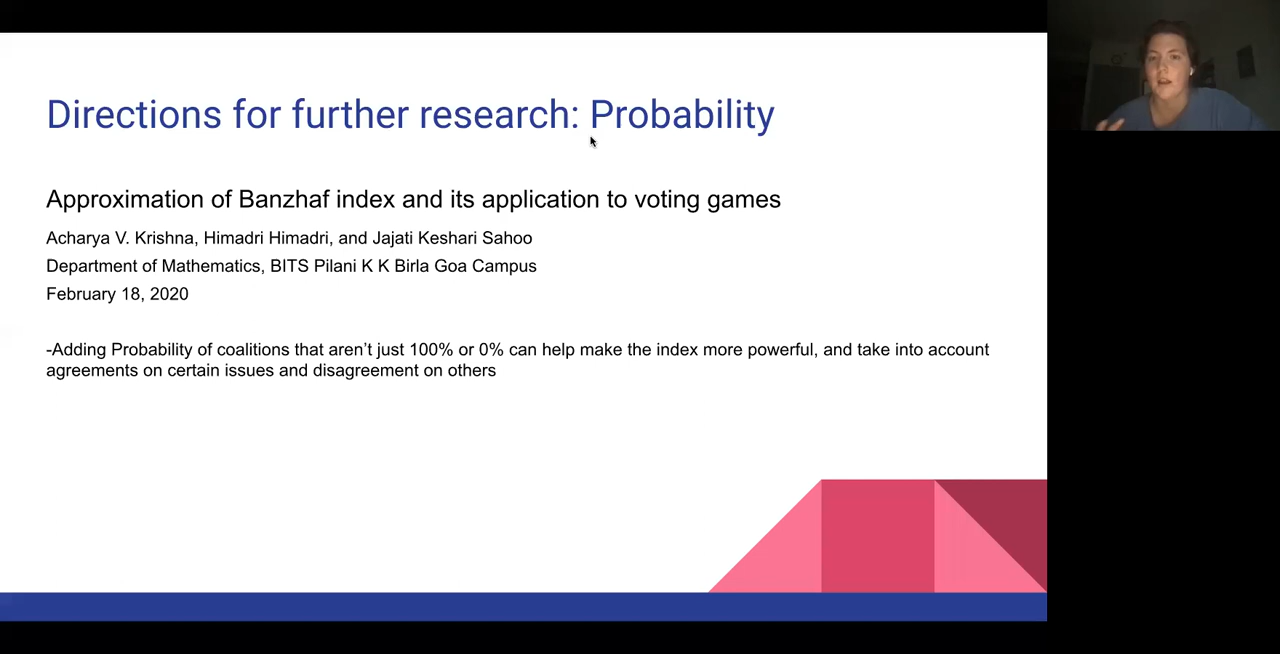 Directions for further research: Probability
Approximation of Banzhaf index and its application to voting games
Acharya V. Krishna, Himadri Himadri, and Jajati Keshari Sahoo
Department of Mathematics, BITS Pilani K K Birla Goa Campus
February 18, 2020
-Adding Probability of coalitions that aren’t just 100% or 0% can help make the index more powerful, and take into account
agreements on certain issues and disagreement on others